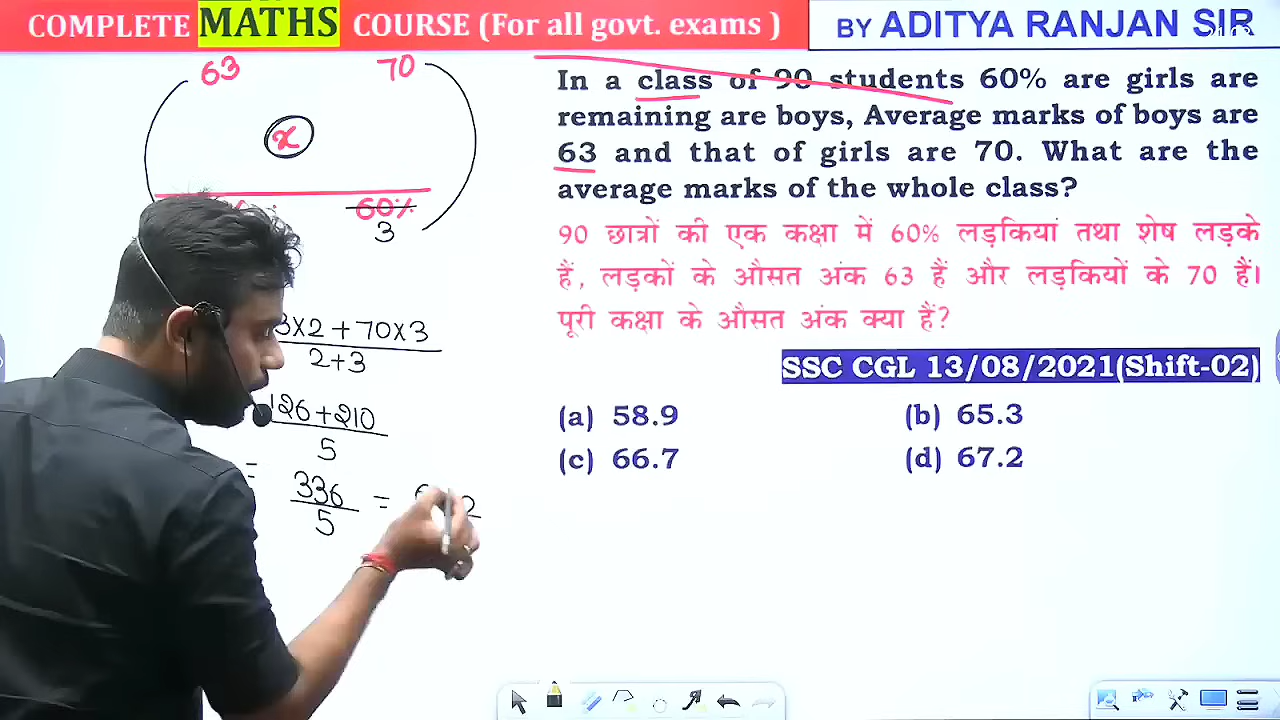 COMPLETE MATHS COURSE (For all govt. exams )
BY ADITYA RANJAN SIR
63 70
x
60%
3
3x2 + 70x3
2+3
126 + 210
5
=
336
5
=
2
In a class of 90 students 60% are girls are
remaining are boys, Average marks of boys are
63 and that of girls are 70. What are the
average marks of the whole class?
90 छात्रों की एक कक्षा में 60% लड़कियां तथा शेष लड़के
हैं, लड़कों के औसत अंक 63 हैं और लड़कियों के 70 हैं।
पूरी कक्षा के औसत अंक क्या हैं?
SSC CGL 13/08/2021(Shift-02)
(a) 58.9 (b) 65.3
(c) 66.7 (d) 67.2